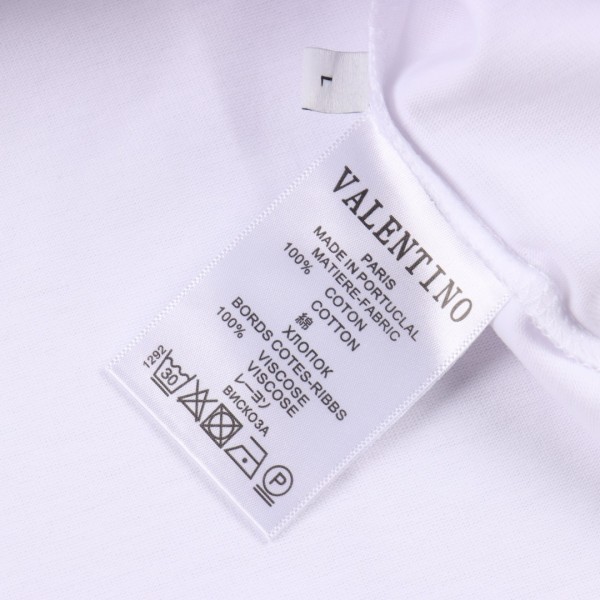 L
VALENTINO
PARIS
MADE IN PORTUCLAL
MATIERE-FABRIC
100% COTON
COTTON
綿
ХЛОПОК
BORDS COTES-RIBBS
100% VISCOSE
VISCOSE
レーヨン
ВИСКОЗА
1292
30
P